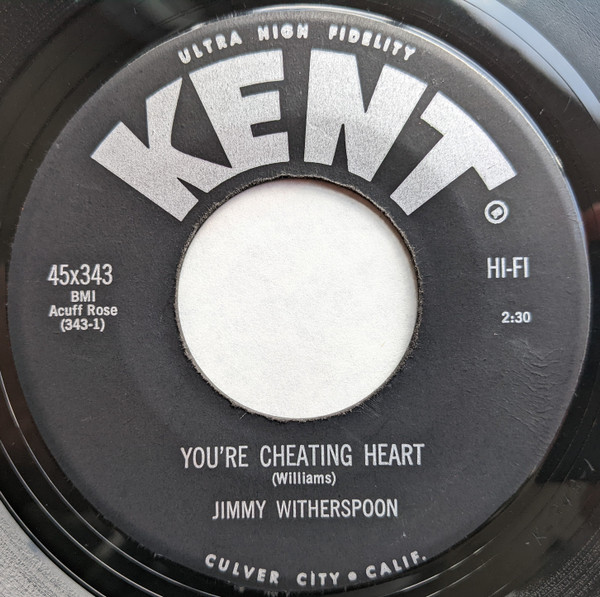 ULTRA HIGH FIDELITY
KENT
45x343
BMI
Acuff Rose
(343-1)
HI-FI
2:30
YOU'RE CHEATING HEART
(Williams)
JIMMY WITHERSPOON
CULVER CITY • CALIF.